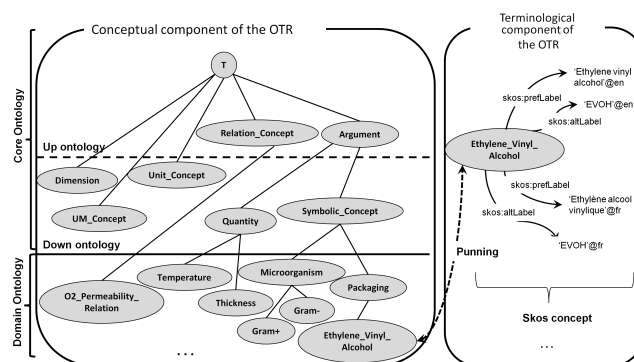 Conceptual component of the OTR
Terminological
component of
the OTR
Core Ontology
Domain Ontology
T
Relation_Concept
Argument
Up ontology
Dimension
Unit_Concept
UM_Concept
Quantity
Symbolic_Concept
Down ontology
Temperature
Microorganism
O2_Permeability_
Relation
Thickness
Packaging
Gram-
Gram+
Ethylene_Vinyl_
Alcohol
...
'Ethylene vinyl
alcohol'@en
skos:prefLabel
'EVOH'@en
skos:altLabel
Ethylene_Vinyl_
Alcohol
skos:prefLabel
'Ethylène alcool
vinylique'@fr
skos:altLabel
'EVOH'@fr
Punning
Skos concept
...